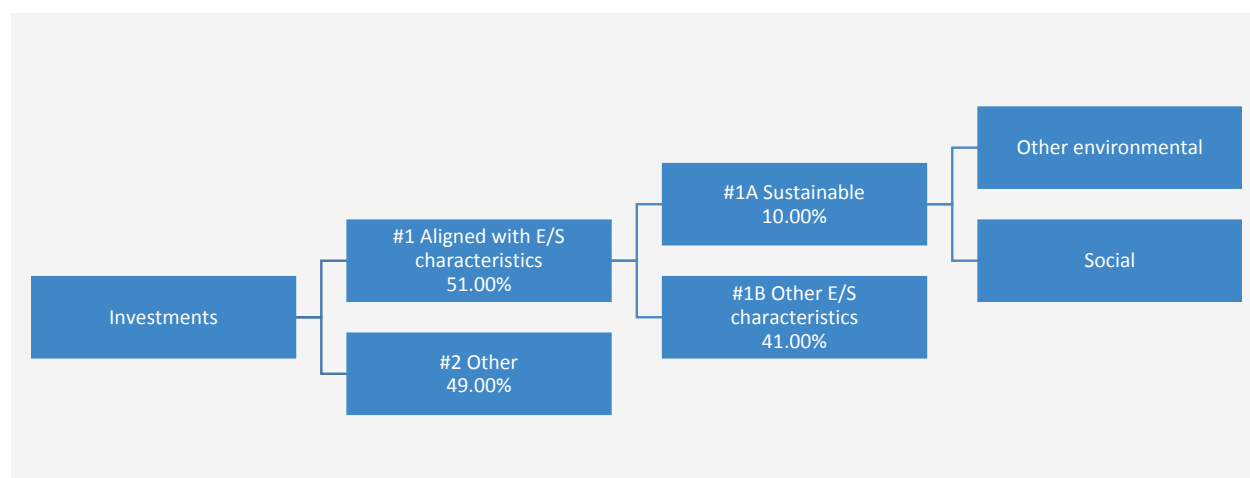 Investments
#1 Aligned with E/S
characteristics
51.00%
#2 Other
49.00%
#1A Sustainable
10.00%
#1B Other E/S
characteristics
41.00%
Other environmental
Social